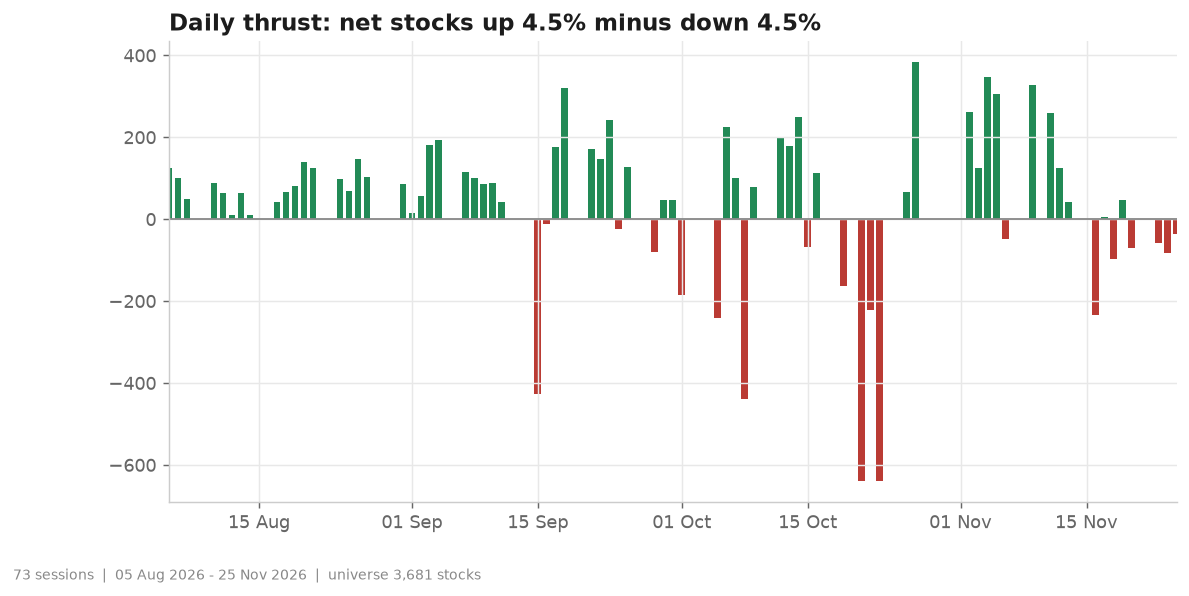 Daily thrust: net stocks up 4.5% minus down 4.5%
400
200
0
−200
−400
−600
15 Aug
01 Sep
15 Sep
01 Oct
15 Oct
01 Nov
15 Nov
73 sessions | 05 Aug 2026 - 25 Nov 2026 | universe 3,681 stocks